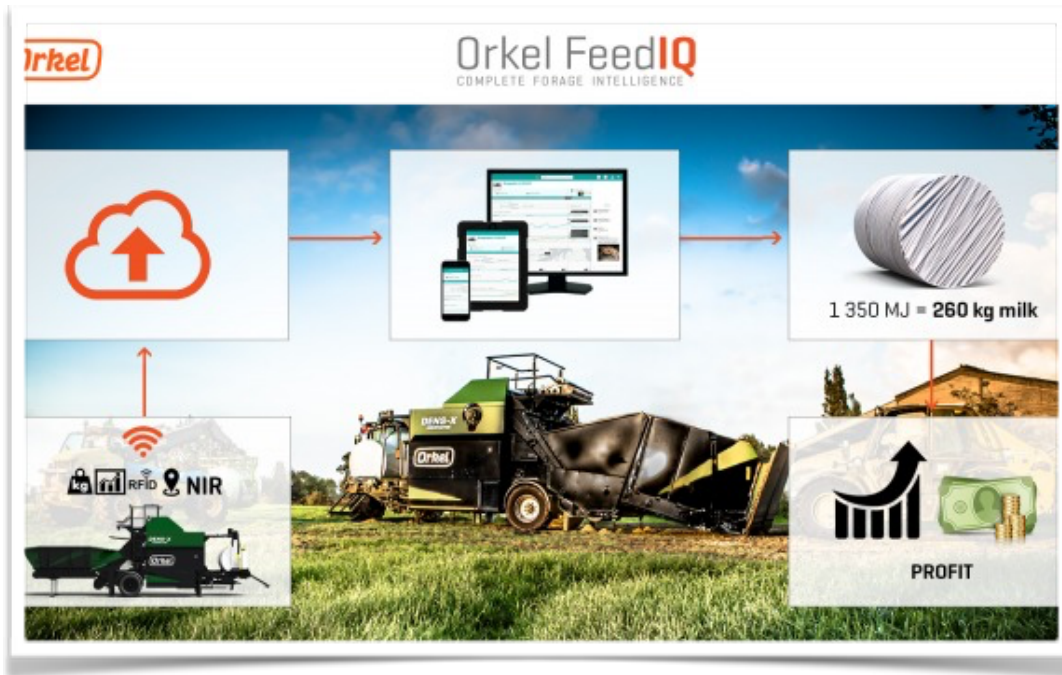 Orkel
Orkel FeedIQ
COMPLETE FORAGE INTELLIGENCE
1 350 MJ = 260 kg milk
kg
RFID
NIR
DENS-X
Orkel
DENS-X
Orkel
PROFIT